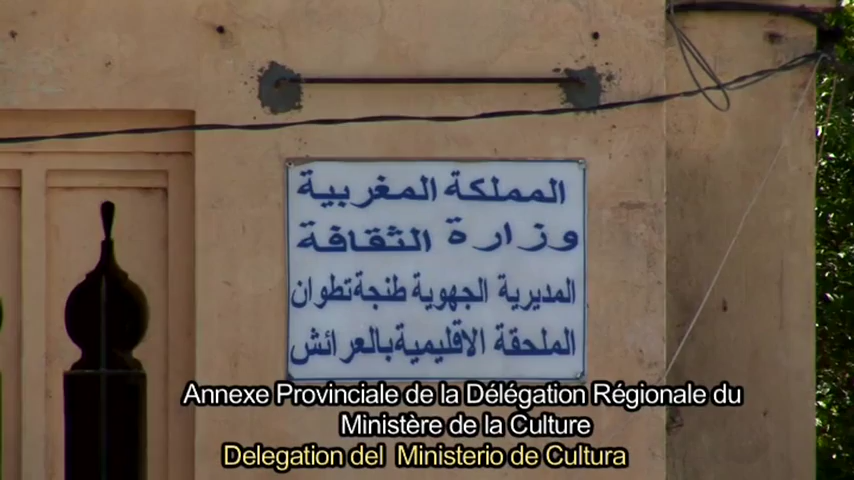 المملكة المغربية
وزارة الثقافة
المديرية الجهوية طنجة تطوان
الملحقة الاقليمية بالعرائش
Annexe Provinciale de la Délégation Régionale du
Ministère de la Culture
Delegation del Ministerio de Cultura